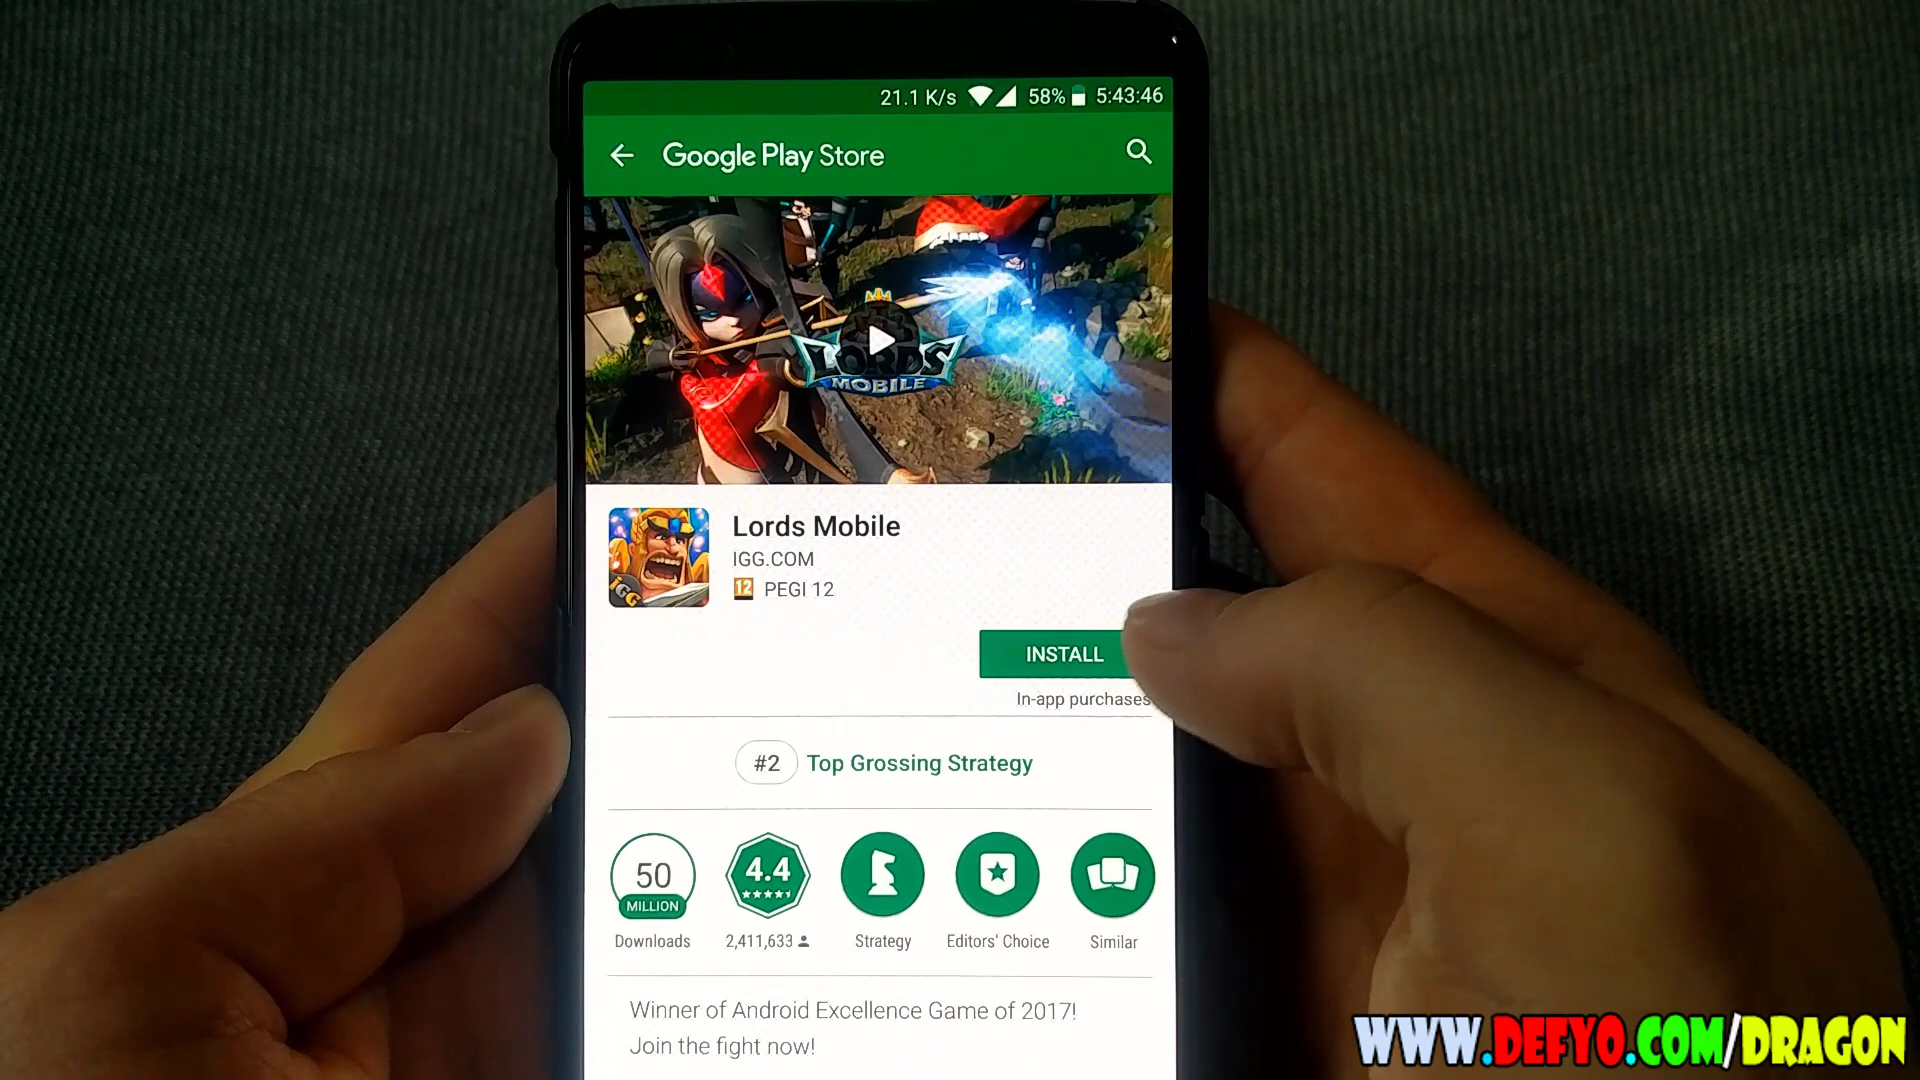 21.1 K/s 58% 5:43:46
Google Play Store
LORDS
MOBILE
Lords Mobile
IGG.COM
12 PEGI 12
IGG
INSTALL
In-app purchases
#2 Top Grossing Strategy
50
MILLION
4.4
Downloads
2,411,633
Strategy
Editors' Choice
Similar
Winner of Android Excellence Game of 2017!
Join the fight now!
WWW.DEFYO.COM/DRAGON